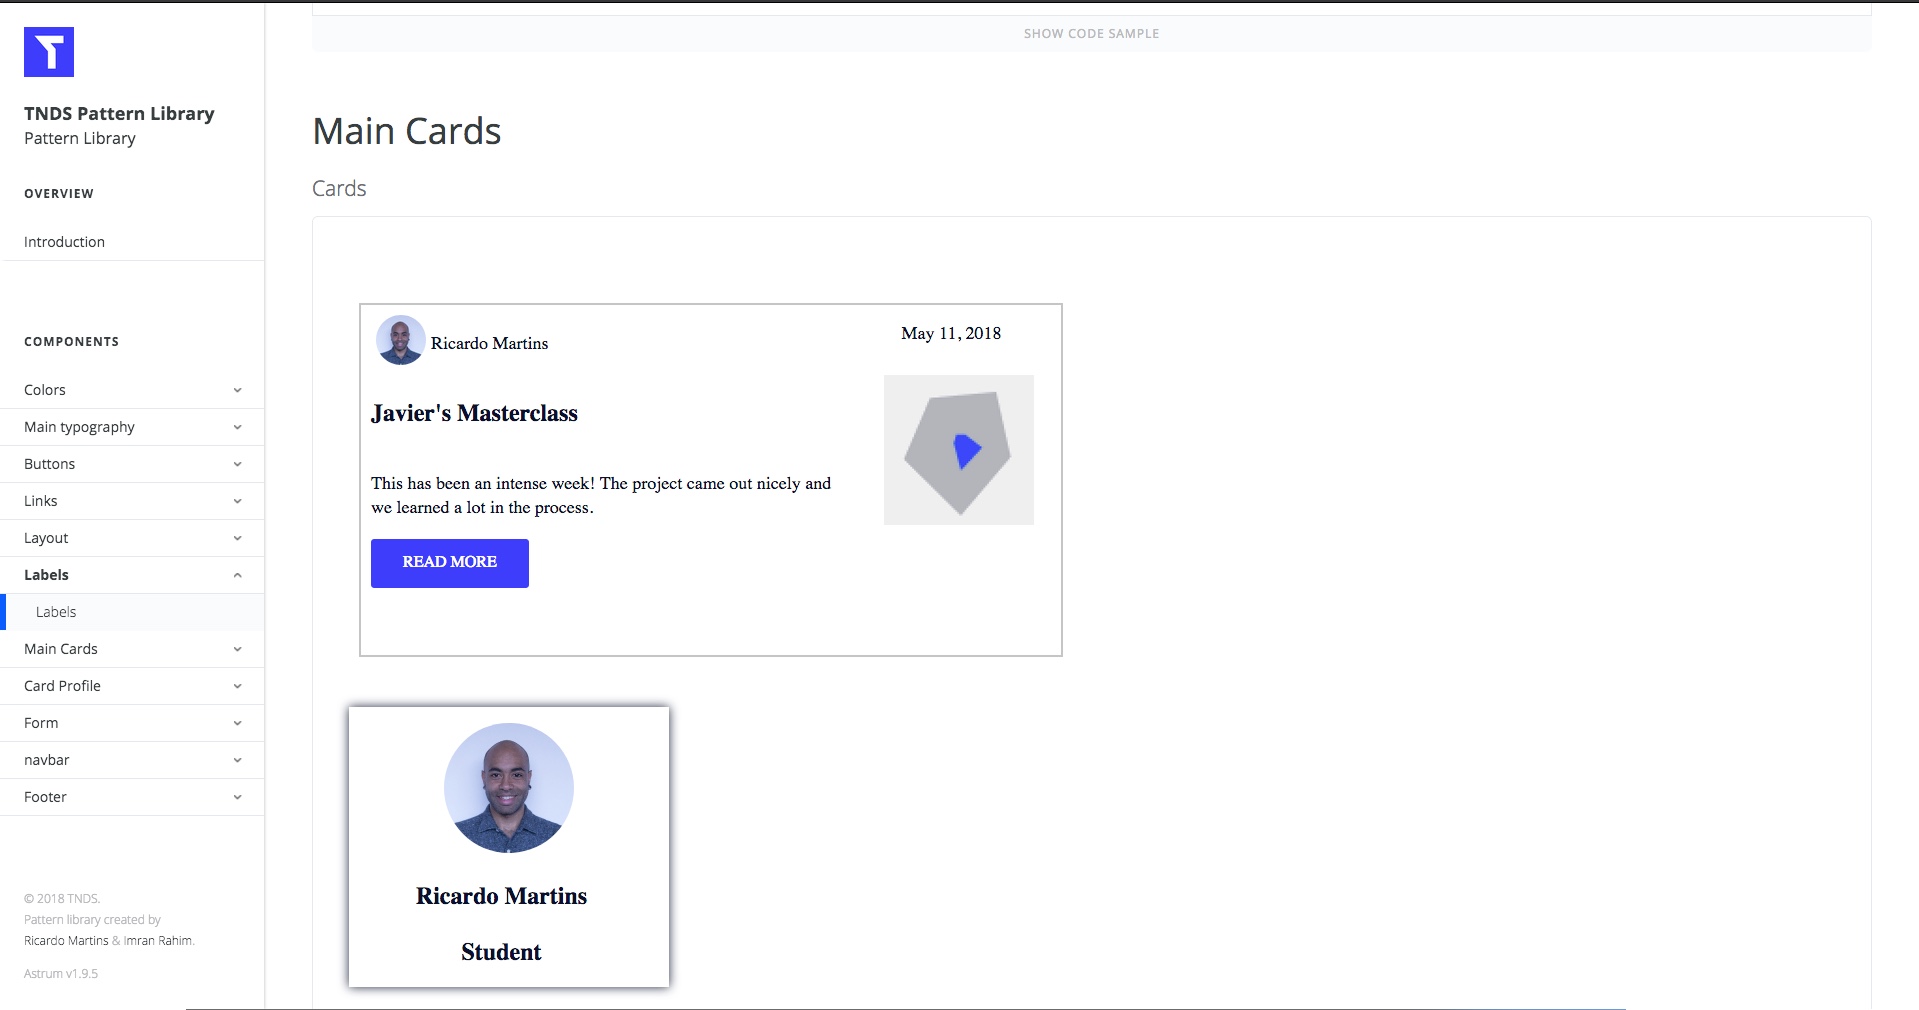 TNDS Pattern Library
Pattern Library
OVERVIEW
Introduction
COMPONENTS
Colors
Main typography
Buttons
Links
Layout
Labels
Labels
Main Cards
Card Profile
Form
navbar
Footer
© 2018 TNDS.
Pattern library created by
Ricardo Martins & Imran Rahim.
Astrum v1.9.5
SHOW CODE SAMPLE
Main Cards
Cards
Ricardo Martins
May 11, 2018
Javier's Masterclass
This has been an intense week! The project came out nicely and
we learned a lot in the process.
READ MORE
Ricardo Martins
Student